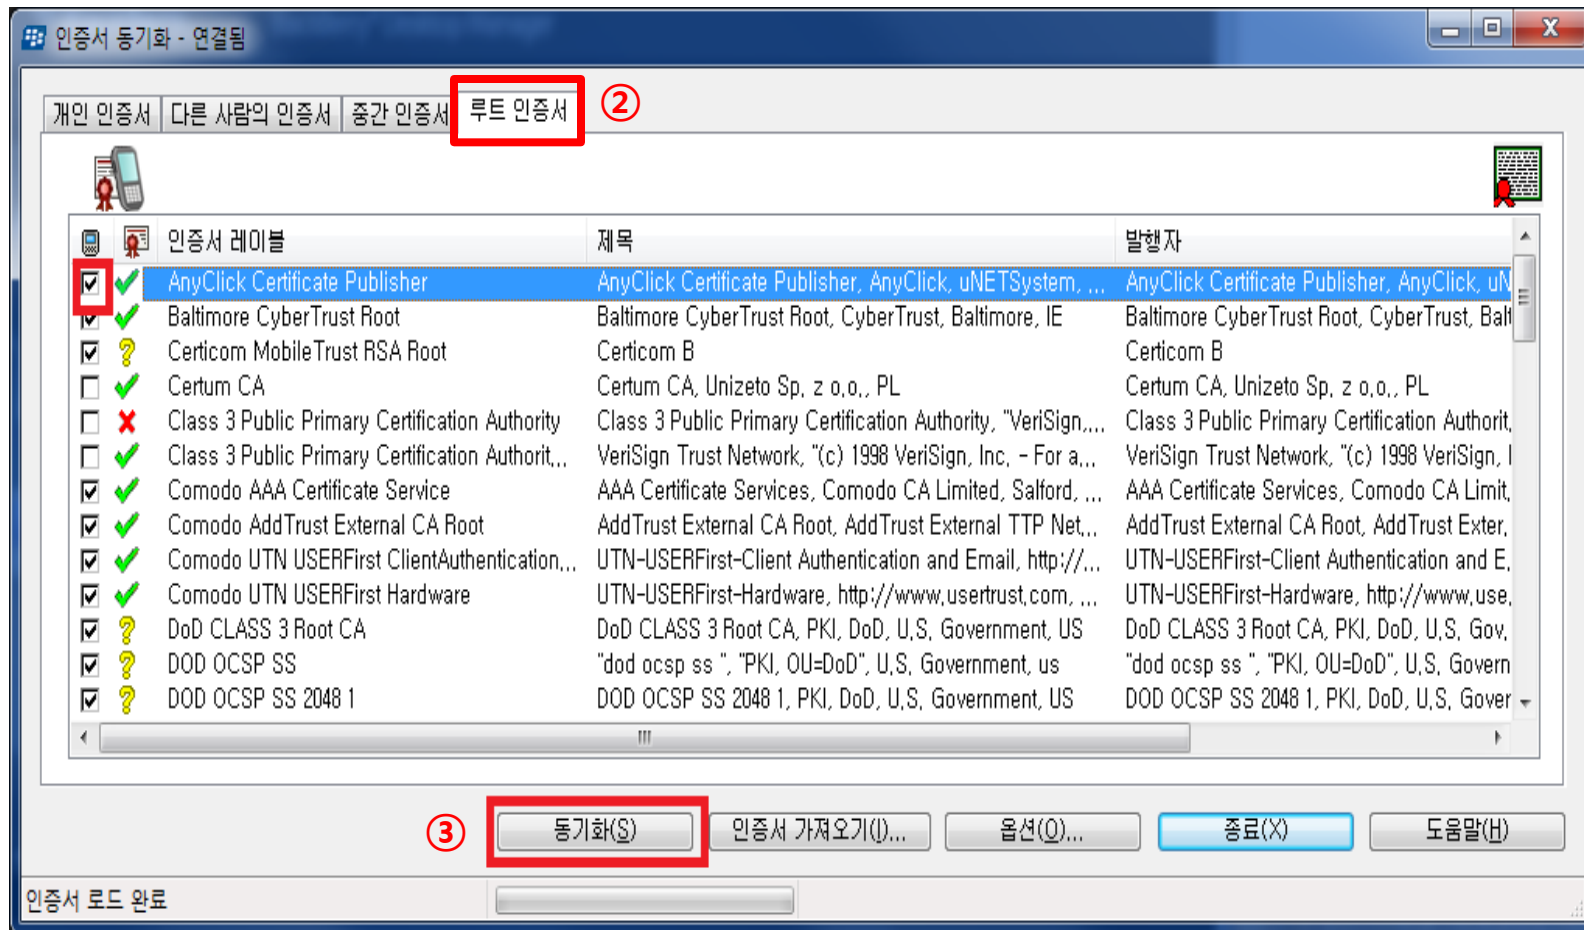 인증서 동기화 - 연결됨
개인 인증서 다른 사람의 인증서 중간 인증서 루트 인증서 ②
인증서 레이블 제목 발행자
AnyClick Certificate Publisher AnyClick Certificate Publisher, AnyClick, uNETSystem, ... AnyClick Certificate Publisher, AnyClick, uN
Baltimore CyberTrust Root Baltimore CyberTrust Root, CyberTrust, Baltimore, IE Baltimore CyberTrust Root, CyberTrust, Balt
Certicom MobileTrust RSA Root Certicom B Certicom B
Certum CA Certum CA, Unizeto Sp. z o.o., PL Certum CA, Unizeto Sp. z o.o., PL
Class 3 Public Primary Certification Authority Class 3 Public Primary Certification Authority, "VeriSign,... Class 3 Public Primary Certification Authorit,
Class 3 Public Primary Certification Authorit... VeriSign Trust Network, "(c) 1998 VeriSign, Inc. - For a... VeriSign Trust Network, "(c) 1998 VeriSign, I
Comodo AAA Certificate Service AAA Certificate Services, Comodo CA Limited, Salford, ... AAA Certificate Services, Comodo CA Limit,
Comodo AddTrust External CA Root AddTrust External CA Root, AddTrust External TTP Net... AddTrust External CA Root, AddTrust Exter,
Comodo UTN USERFirst ClientAuthentication... UTN-USERFirst-Client Authentication and Email, http://... UTN-USERFirst-Client Authentication and E,
Comodo UTN USERFirst Hardware UTN-USERFirst-Hardware, http://www.usertrust.com, ... UTN-USERFirst-Hardware, http://www.use,
DoD CLASS 3 Root CA DoD CLASS 3 Root CA, PKI, DoD, U.S. Government, US DoD CLASS 3 Root CA, PKI, DoD, U.S. Gov,
DOD OCSP SS "dod ocsp ss ", "PKI, OU=DoD", U.S. Government, us "dod ocsp ss ", "PKI, OU=DoD", U.S. Govern
DOD OCSP SS 2048 1 DOD OCSP SS 2048 1, PKI, DoD, U.S. Government, US DOD OCSP SS 2048 1, PKI, DoD, U.S. Gover
③ 동기화(S) 인증서 가져오기(I)... 옵션(O)... 종료(X) 도움말(H)
인증서 로드 완료